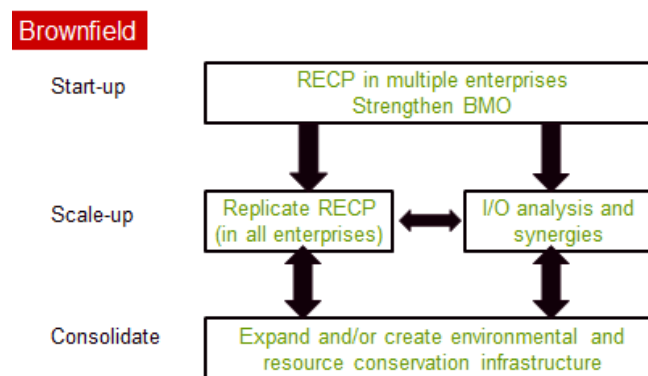 Brownfield
Start-up
RECP in multiple enterprises
Strengthen BMO
Scale-up
Replicate RECP
(in all enterprises)
I/O analysis and
synergies
Consolidate
Expand and/or create environmental and
resource conservation infrastructure